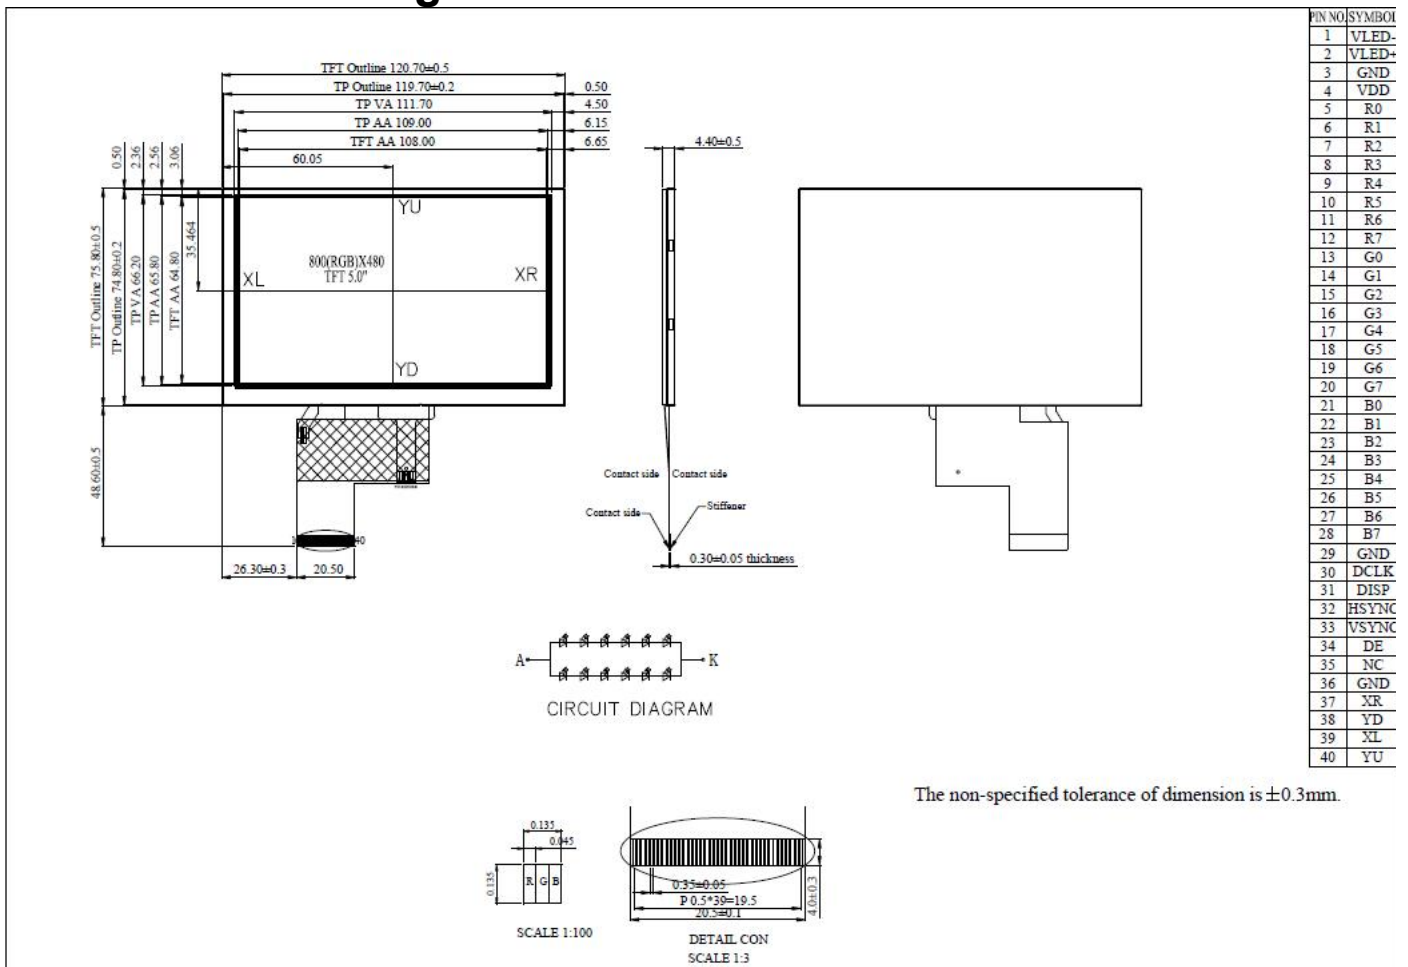 PIN NO. SYMBOL
1 VLED-
2 VLED+
3 GND
4 VDD
5 R0
6 R1
7 R2
8 R3
9 R4
10 R5
11 R6
12 R7
13 G0
14 G1
15 G2
16 G3
17 G4
18 G5
19 G6
20 G7
21 B0
22 B1
23 B2
24 B3
25 B4
26 B5
27 B6
28 B7
29 GND
30 DCLK
31 DISP
32 HSYNC
33 VSYNC
34 DE
35 NC
36 GND
37 XR
38 YD
39 XL
40 YU
TFT Outline 120.70±0.5
TP Outline 119.70±0.2 0.50
TP VA 111.70 4.50
TP AA 109.00 6.15
TFT AA 108.00 6.65
60.05
0.50
2.36
2.56
3.06
TFT Outline 75.80±0.5
TP Outline 74.80±0.2
TP VA 66.20
TP AA 65.80
TFT AA 64.80
35.464
YU
800(RGB)X480
TFT 5.0"
XL
XR
YD
48.60±0.5
1
40
26.30±0.3
20.50
4.40±0.5
Contact side
Contact side
Contact side
Stiffener
0.30±0.05 thickness
A
K
CIRCUIT DIAGRAM
The non-specified tolerance of dimension is ±0.3mm.
0.135
0.045
0.135
R G B
SCALE 1:100
0.35±0.05
P 0.5*39=19.5
20.5±0.1
4.0±0.3
DETAIL CON
SCALE 1:3